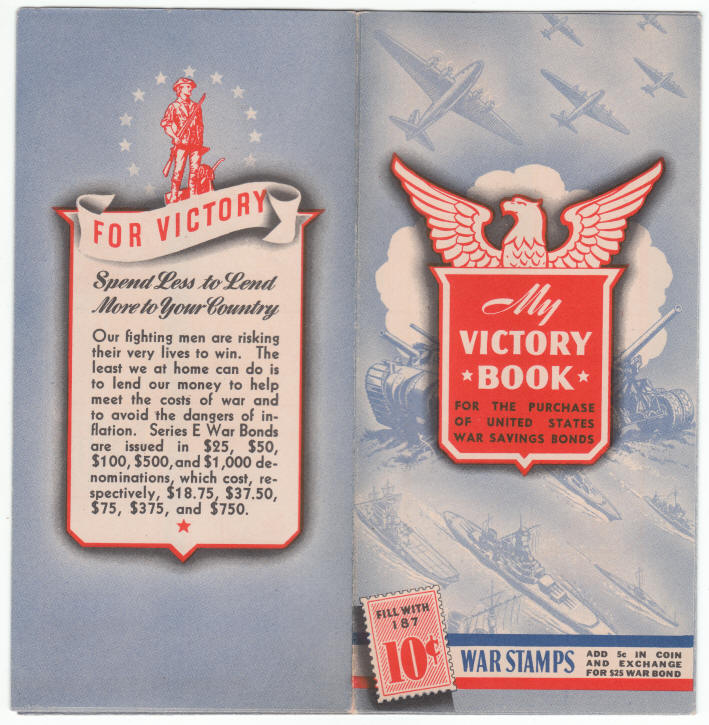 FOR VICTORY
Spend Less to Lend
More to Your Country
Our fighting men are risking
their very lives to win. The
least we at home can do is
to lend our money to help
meet the costs of war and
to avoid the dangers of in-
flation. Series E War Bonds
are issued in $25, $50,
$100, $500, and $1,000 de-
nominations, which cost, re-
spectively, $18.75, $37.50,
$75, $375, and $750.
My
VICTORY
BOOK
FOR THE PURCHASE
OF UNITED STATES
WAR SAVINGS BONDS
FILL WITH
187
10¢
WAR STAMPS
ADD 5c IN COIN
AND EXCHANGE
FOR $25 WAR BOND